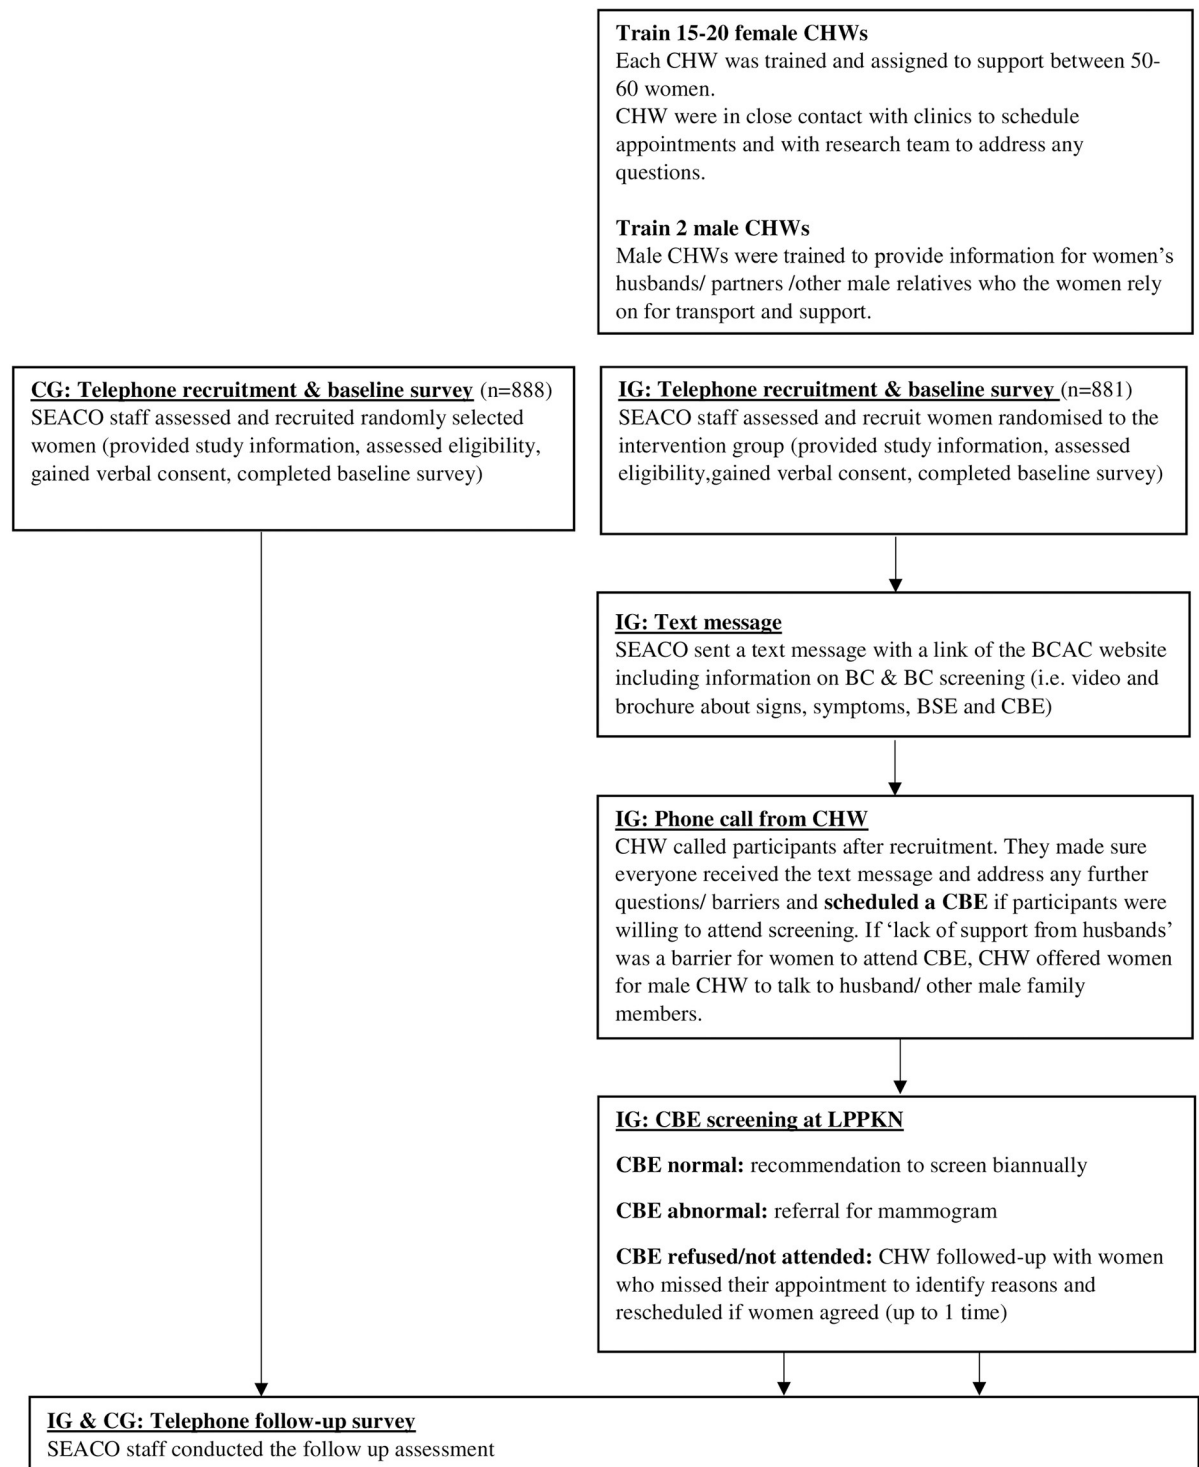 Train 15-20 female CHWs
Each CHW was trained and assigned to support between 50-
60 women.
CHW were in close contact with clinics to schedule
appointments and with research team to address any
questions.
Train 2 male CHWs
Male CHWs were trained to provide information for women's
husbands/ partners /other male relatives who the women rely
on for transport and support.
CG: Telephone recruitment & baseline survey (n=888)
SEACO staff assessed and recruited randomly selected
women (provided study information, assessed eligibility,
gained verbal consent, completed baseline survey)
IG: Telephone recruitment & baseline survey (n=881)
SEACO staff assessed and recruit women randomised to the
intervention group (provided study information, assessed
eligibility,gained verbal consent, completed baseline survey)
IG: Text message
SEACO sent a text message with a link of the BCAC website
including information on BC & BC screening (i.e. video and
brochure about signs, symptoms, BSE and CBE)
IG: Phone call from CHW
CHW called participants after recruitment. They made sure
everyone received the text message and address any further
questions/ barriers and scheduled a CBE if participants were
willing to attend screening. If ‘lack of support from husbands’
was a barrier for women to attend CBE, CHW offered women
for male CHW to talk to husband/ other male family
members.
IG: CBE screening at LPPKN
CBE normal: recommendation to screen biannually
CBE abnormal: referral for mammogram
CBE refused/not attended: CHW followed-up with women
who missed their appointment to identify reasons and
rescheduled if women agreed (up to 1 time)
IG & CG: Telephone follow-up survey
SEACO staff conducted the follow up assessment